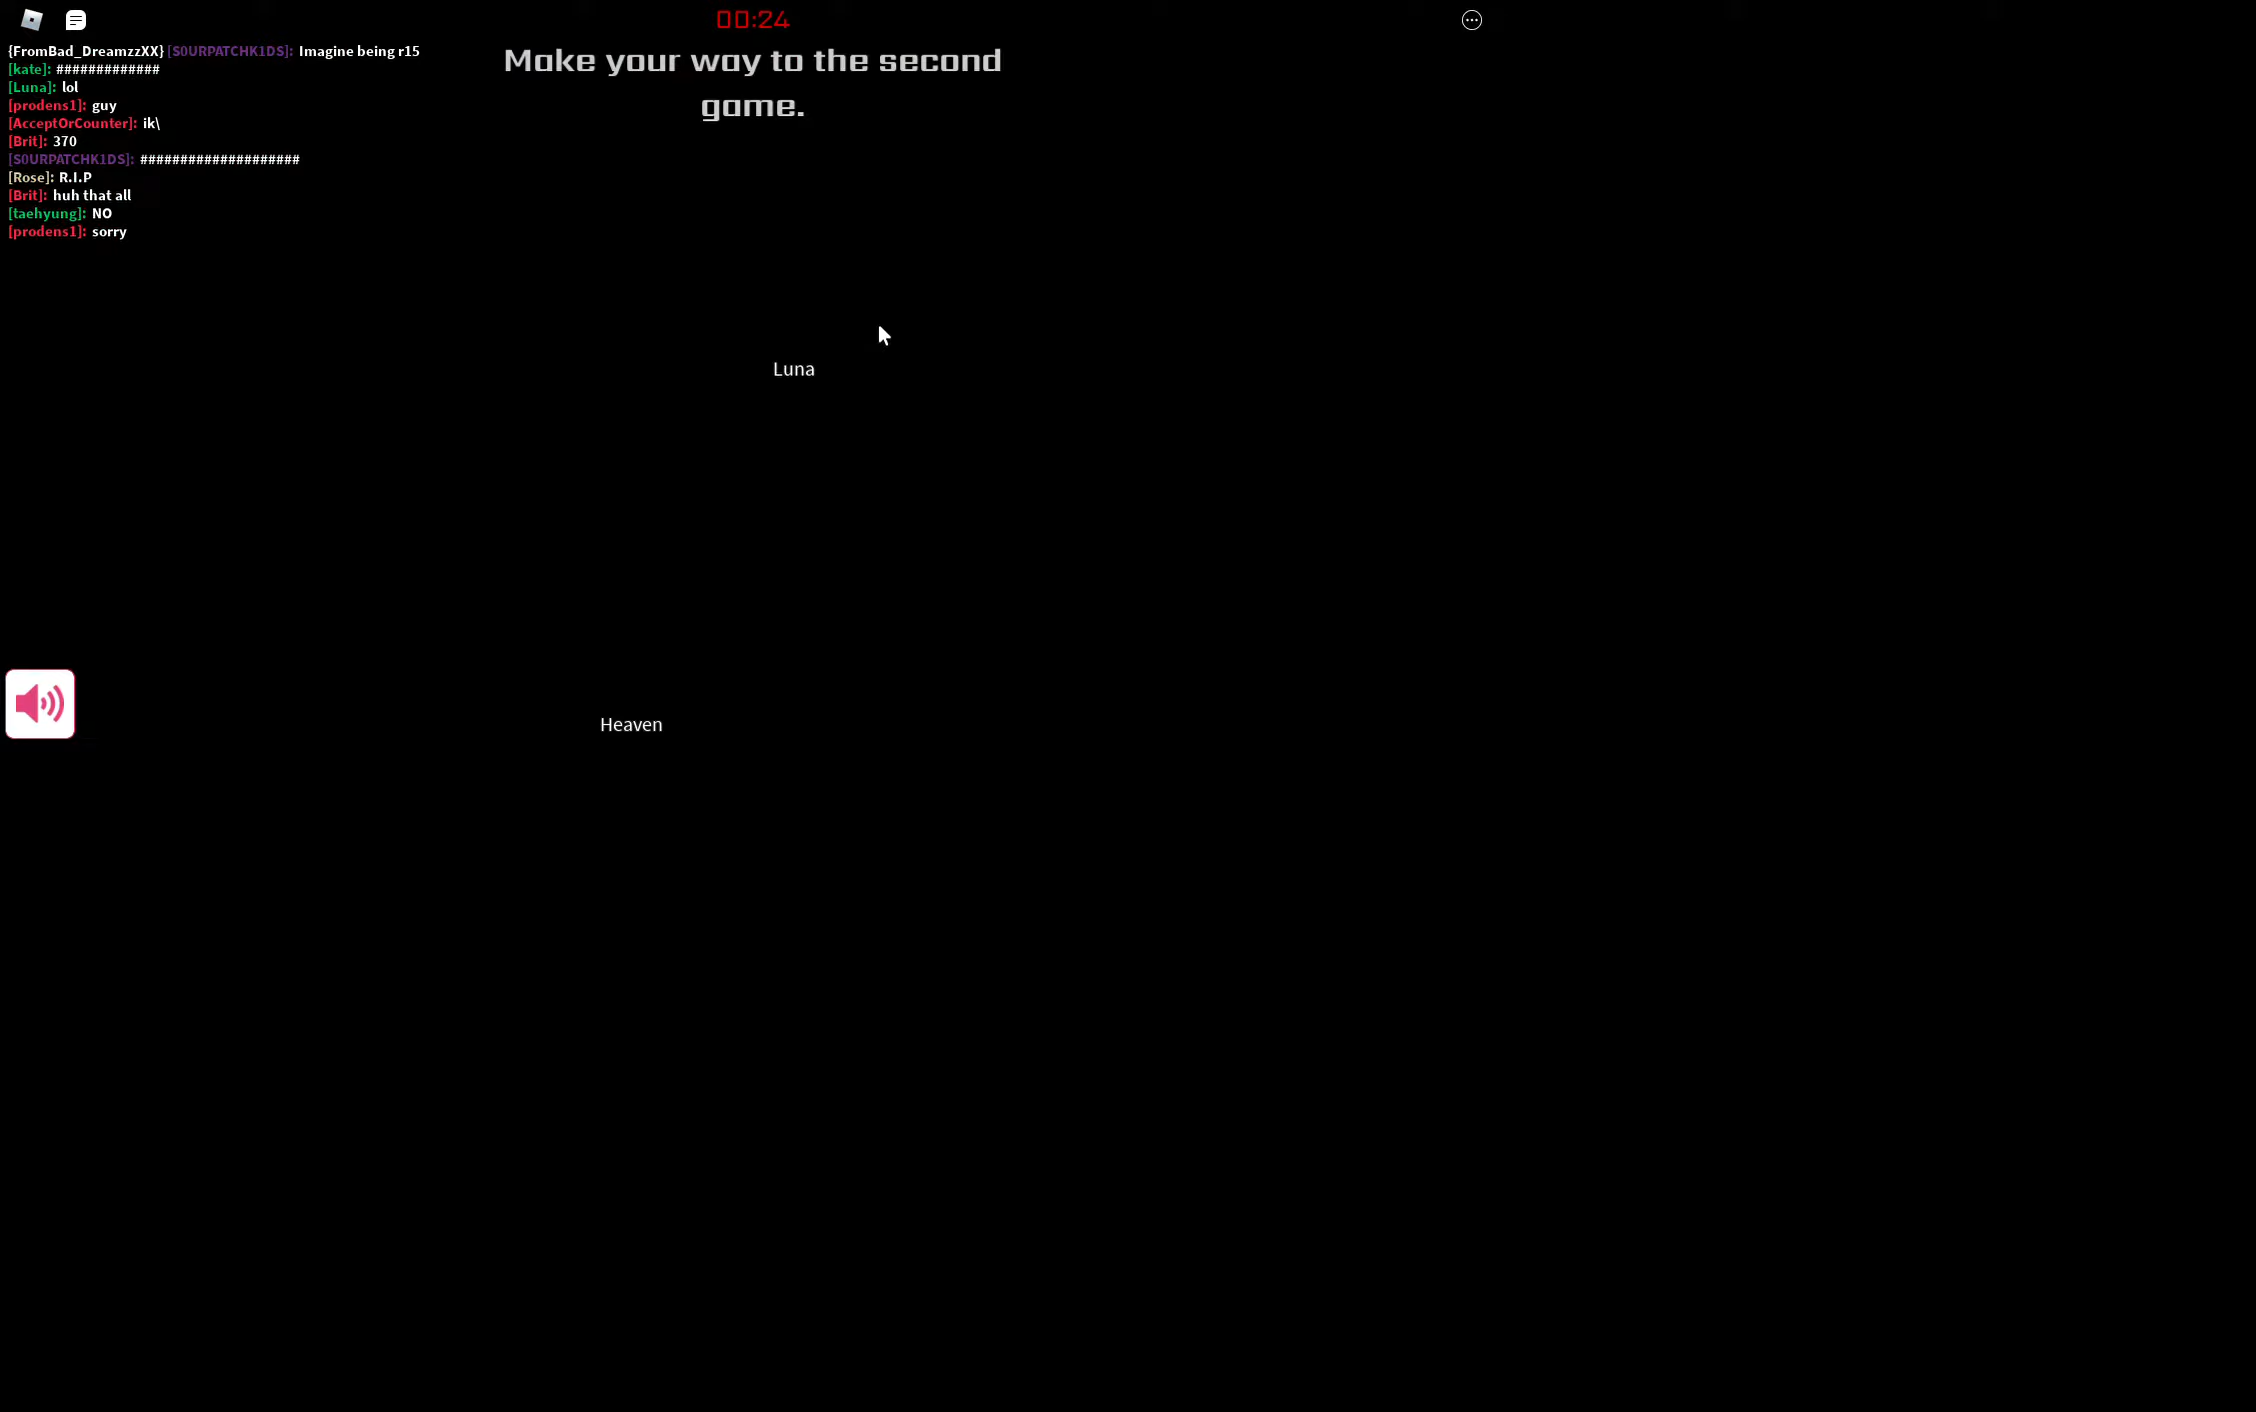 00:24
Make your way to the second
game.
{FromBad_DreamzzXX} [S0URPATCHK1DS]: Imagine being r15
[kate]: #############
[Luna]: lol
[prodens1]: guy
[AcceptOrCounter]: ik\
[Brit]: 370
[S0URPATCHK1DS]: ####################
[Rose]: R.I.P
[Brit]: huh that all
[taehyung]: NO
[prodens1]: sorry
Luna
Heaven